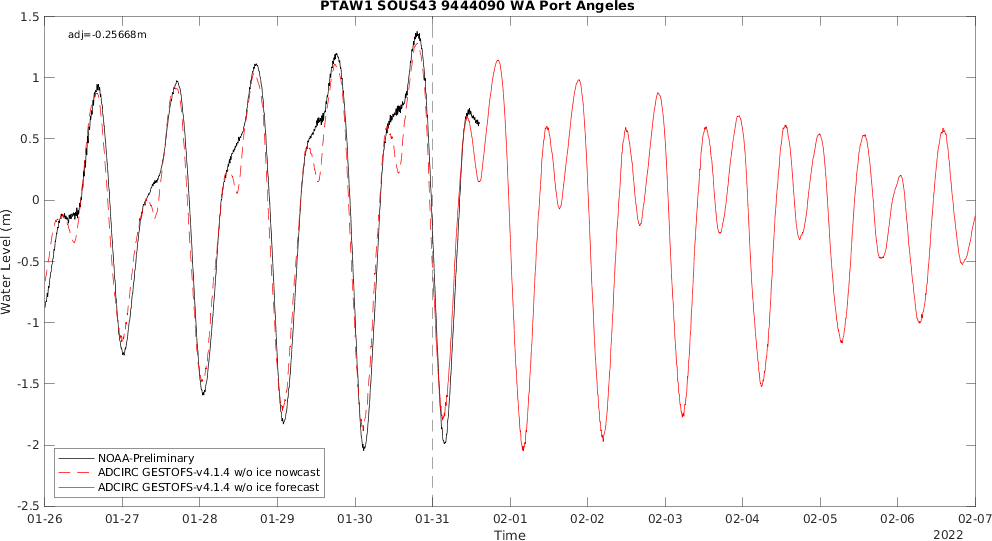 PTAW1 SOUS43 9444090 WA Port Angeles
adj=-0.25668m
1.5
1
0.5
0
-0.5
-1
-1.5
-2
-2.5
Water Level (m)
NOAA-Preliminary
ADCIRC GESTOFS-v4.1.4 w/o ice nowcast
ADCIRC GESTOFS-v4.1.4 w/o ice forecast
01-26 01-27 01-28 01-29 01-30 01-31 02-01 02-02 02-03 02-04 02-05 02-06 02-07
Time
2022